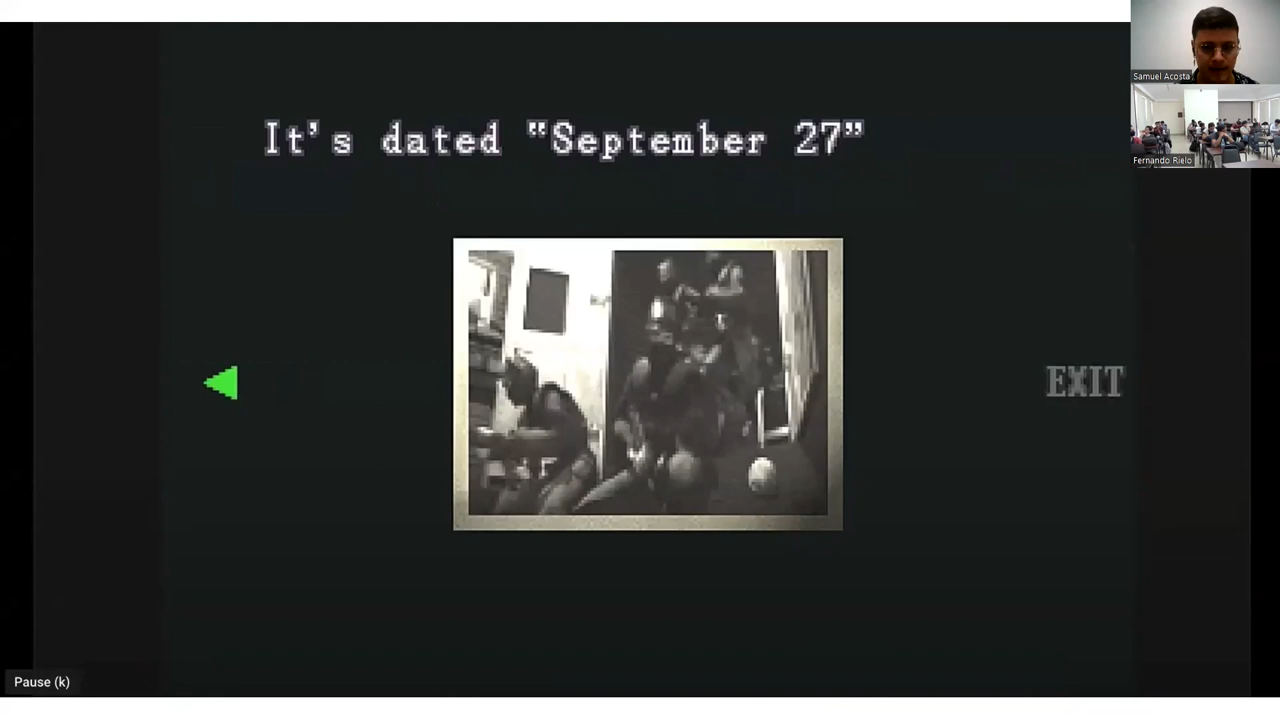 It's dated "September 27"
EXIT
Samuel Acosta
Fernando Rielo
Pause (k)